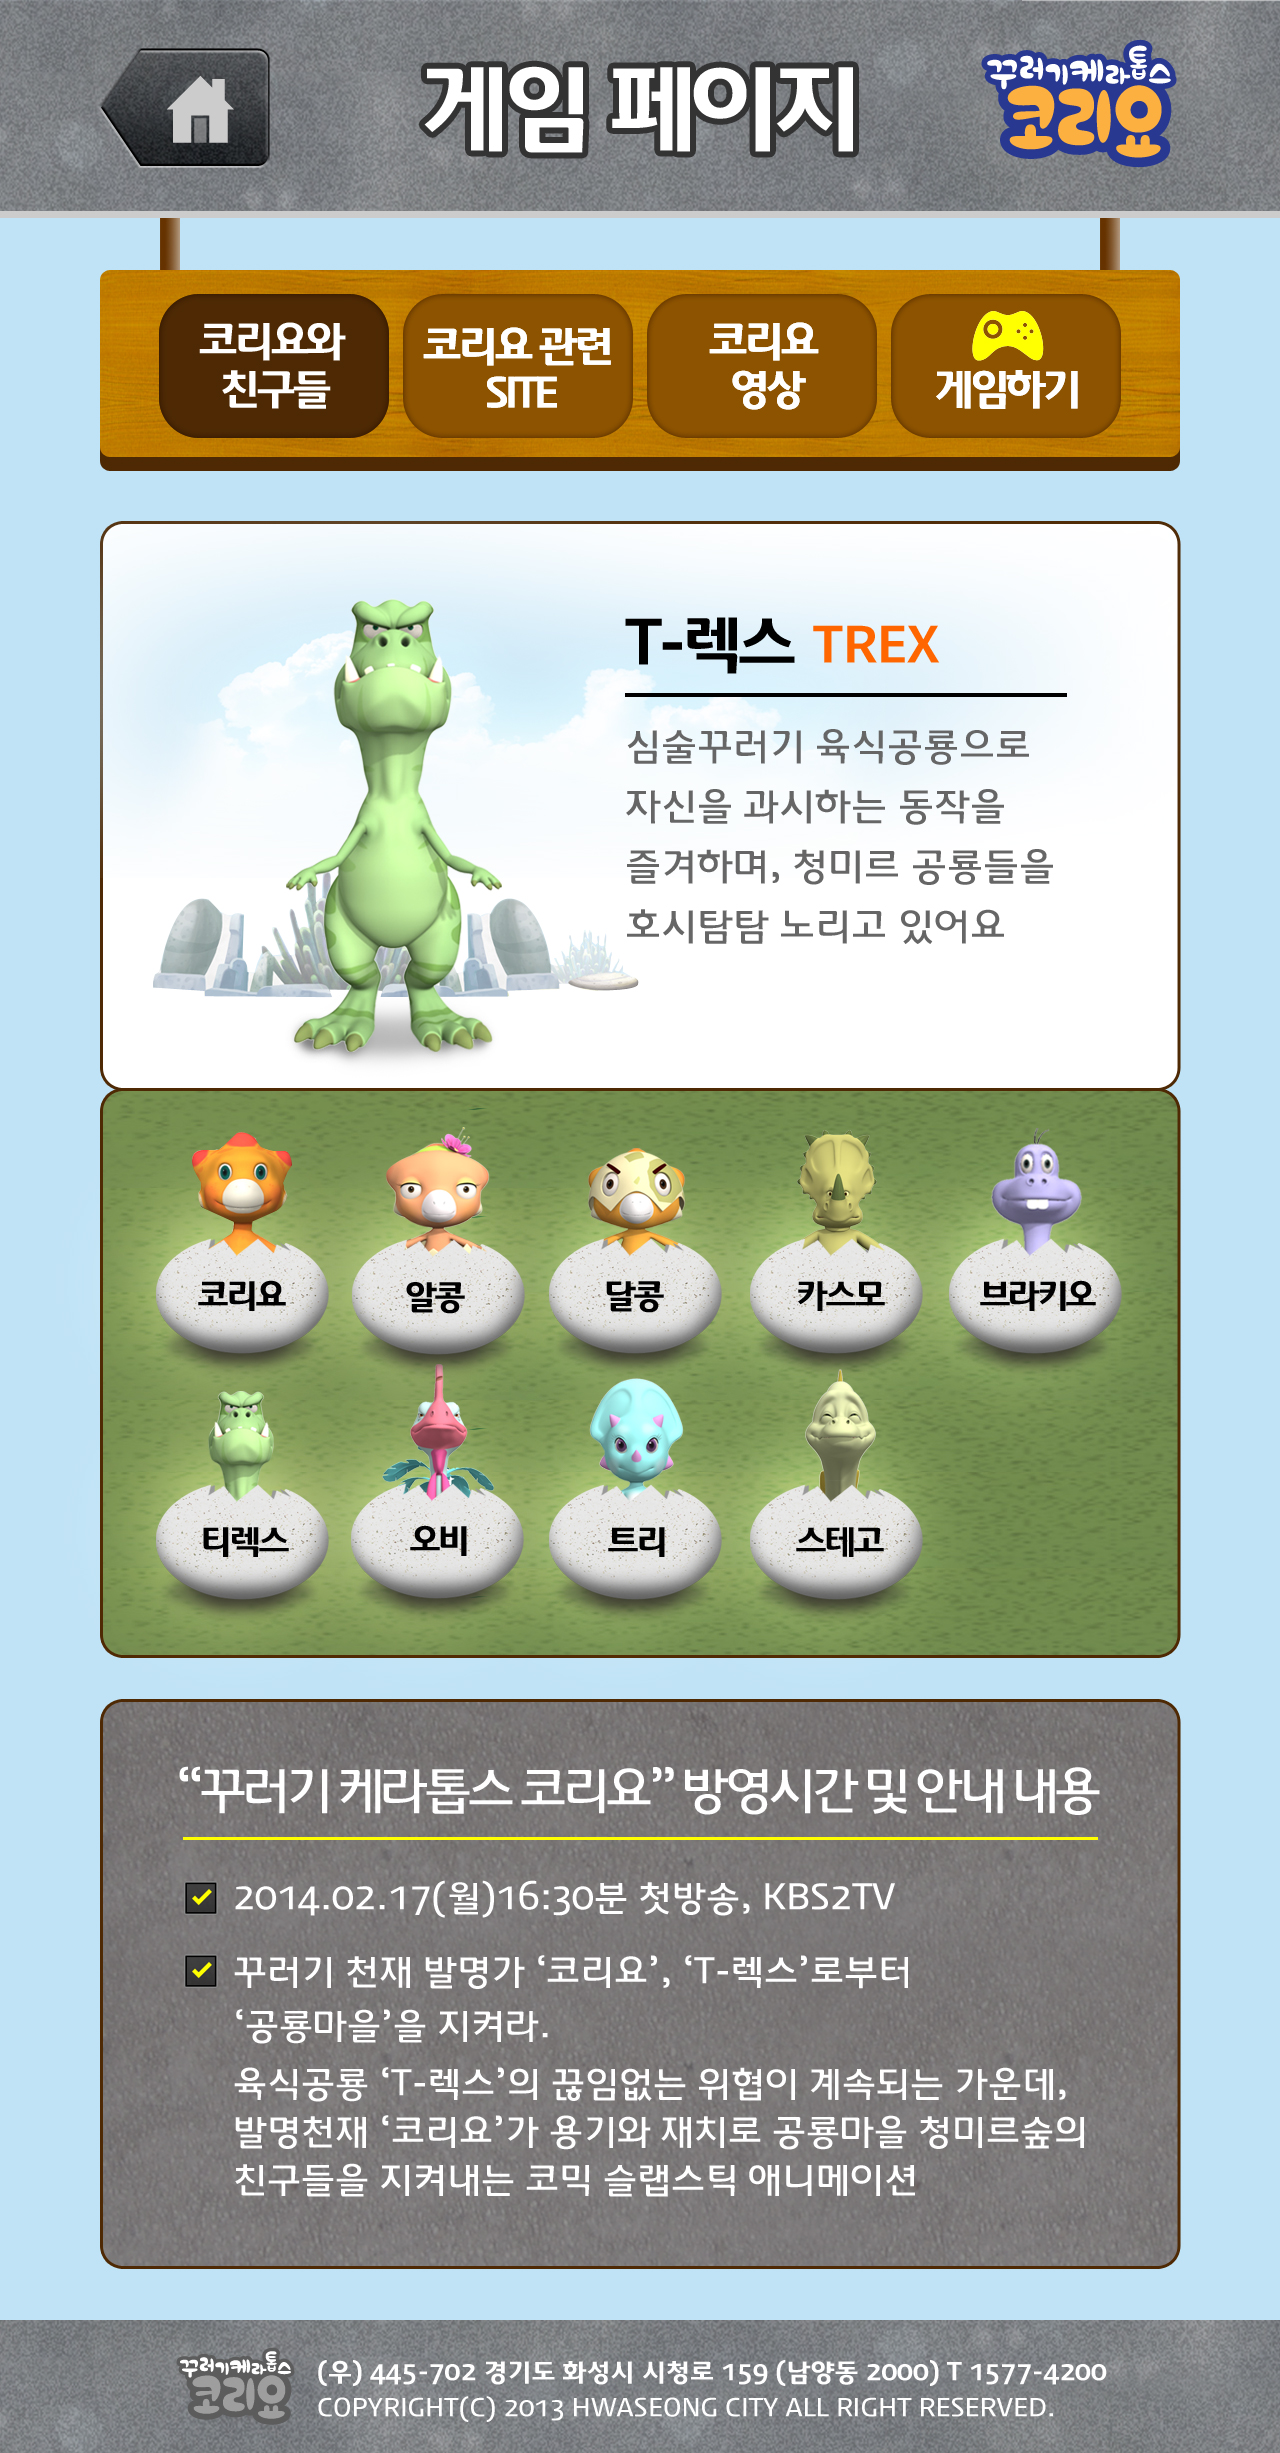 게임 페이지
꾸러기케라톱스
코리요
코리요와
친구들
코리요 관련
SITE
코리요
영상
게임하기
T-렉스 TREX
심술꾸러기 육식공룡으로
자신을 과시하는 동작을
즐겨하며, 청미르 공룡들을
호시탐탐 노리고 있어요
코리요
알콩
달콩
카스모
브라키오
티렉스
오비
트리
스테고
“꾸러기 케라톱스 코리요” 방영시간 및 안내 내용
2014.02.17(월)16:30분 첫방송, KBS2TV
꾸러기 천재 발명가 ‘코리요’, ‘T-렉스’로부터
‘공룡마을’을 지켜라.
육식공룡 ‘T-렉스’의 끊임없는 위협이 계속되는 가운데,
발명천재 ‘코리요’가 용기와 재치로 공룡마을 청미르숲의
친구들을 지켜내는 코믹 슬랩스틱 애니메이션
꾸러기케라톱스
코리요
(우) 445-702 경기도 화성시 시청로 159 (남양동 2000) T 1577-4200
COPYRIGHT(C) 2013 HWASEONG CITY ALL RIGHT RESERVED.